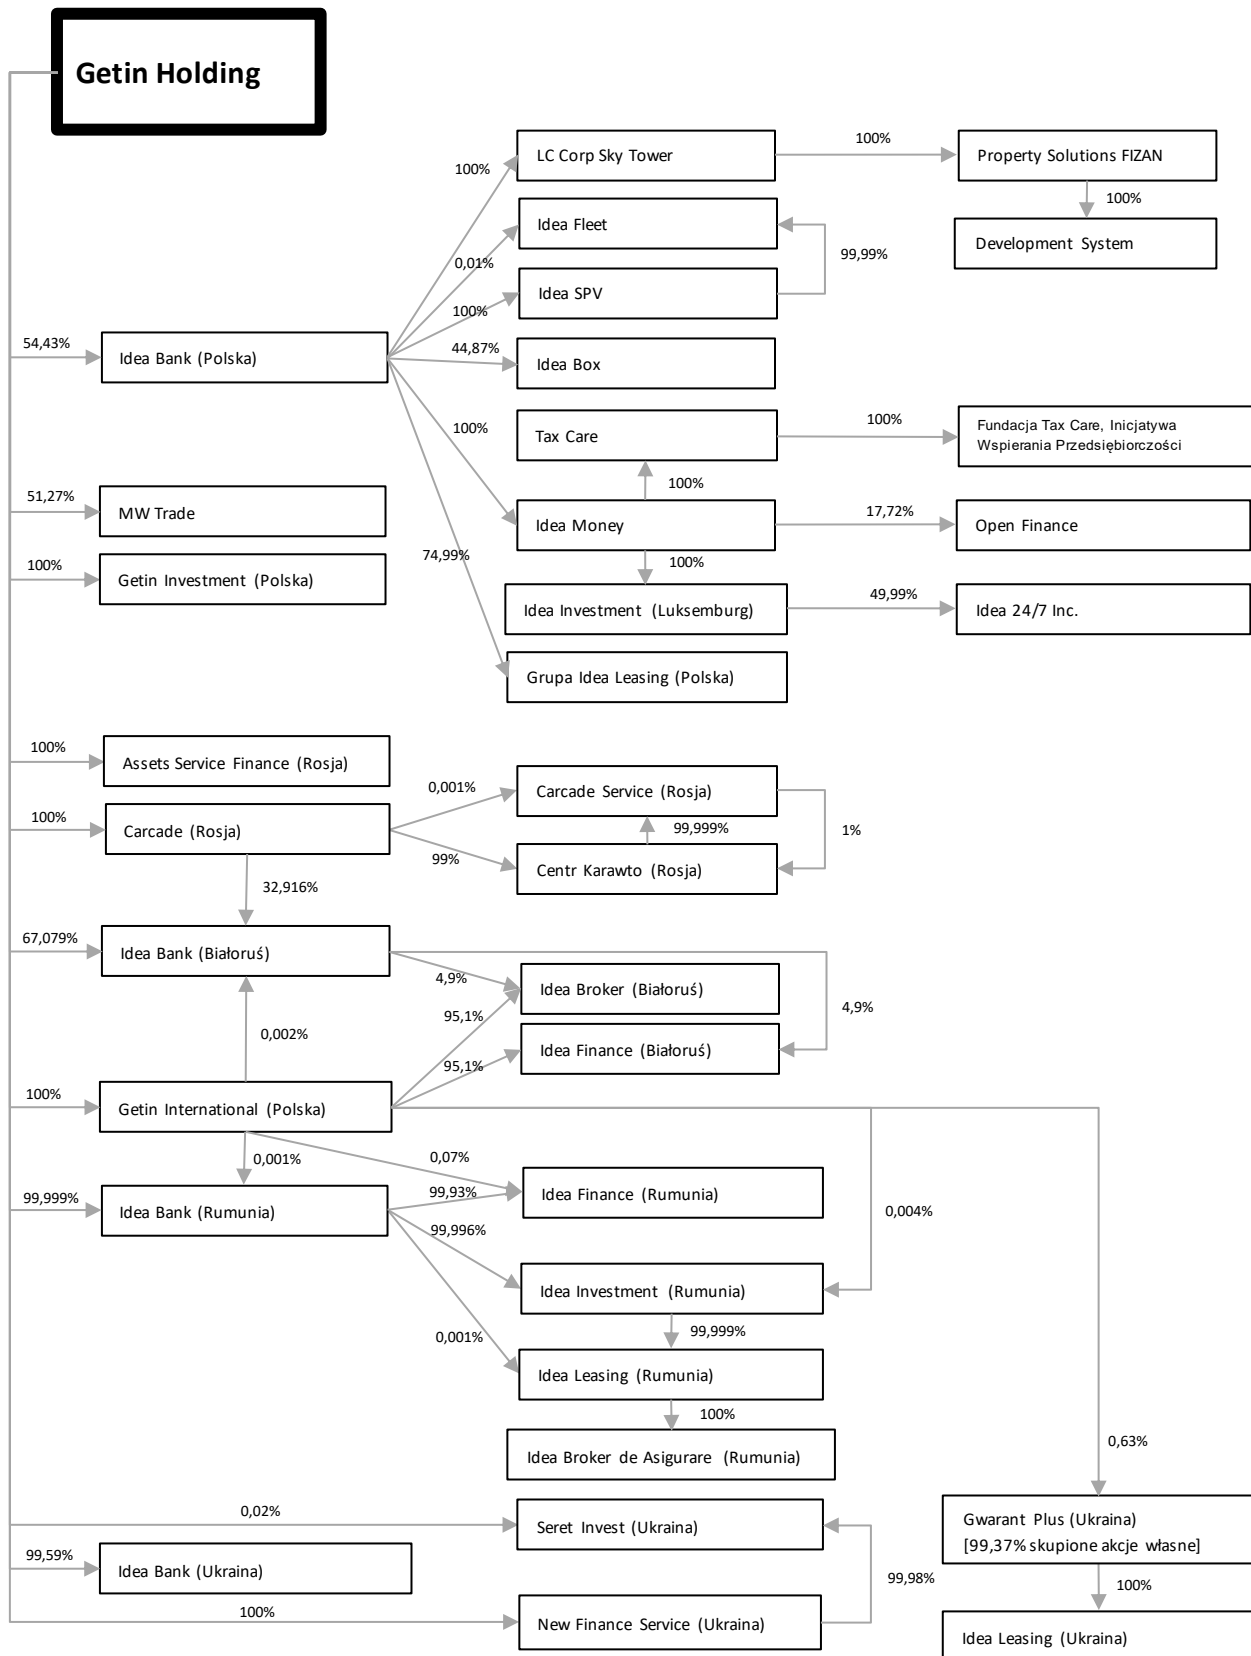 Getin Holding
LC Corp Sky Tower
100%
Property Solutions FIZAN
100%
100%
Idea Fleet
Development System
0,01%
99,99%
Idea SPV
100%
54,43%
Idea Bank (Polska)
44,87%
Idea Box
100%
Tax Care
100%
Fundacja Tax Care, Inicjatywa
Wspierania Przedsiębiorczości
100%
51,27%
MW Trade
Idea Money
17,72%
Open Finance
74,99%
100%
100%
Getin Investment (Polska)
Idea Investment (Luksemburg)
49,99%
Idea 24/7 Inc.
Grupa Idea Leasing (Polska)
100%
Assets Service Finance (Rosja)
0,001%
Carcade Service (Rosja)
100%
Carcade (Rosja)
99,999%
1%
99%
Centr Karawto (Rosja)
32,916%
67,079%
Idea Bank (Białoruś)
4,9%
Idea Broker (Białoruś)
95,1%
4,9%
0,002%
Idea Finance (Białoruś)
95,1%
100%
Getin International (Polska)
0,001%
0,07%
99,999%
Idea Bank (Rumunia)
99,93%
Idea Finance (Rumunia)
0,004%
99,996%
Idea Investment (Rumunia)
0,001%
99,999%
Idea Leasing (Rumunia)
100%
Idea Broker de Asigurare (Rumunia)
0,63%
0,02%
Seret Invest (Ukraina)
Gwarant Plus (Ukraina)
[99,37% skupione akcje własne]
99,59%
Idea Bank (Ukraina)
99,98%
100%
100%
New Finance Service (Ukraina)
Idea Leasing (Ukraina)